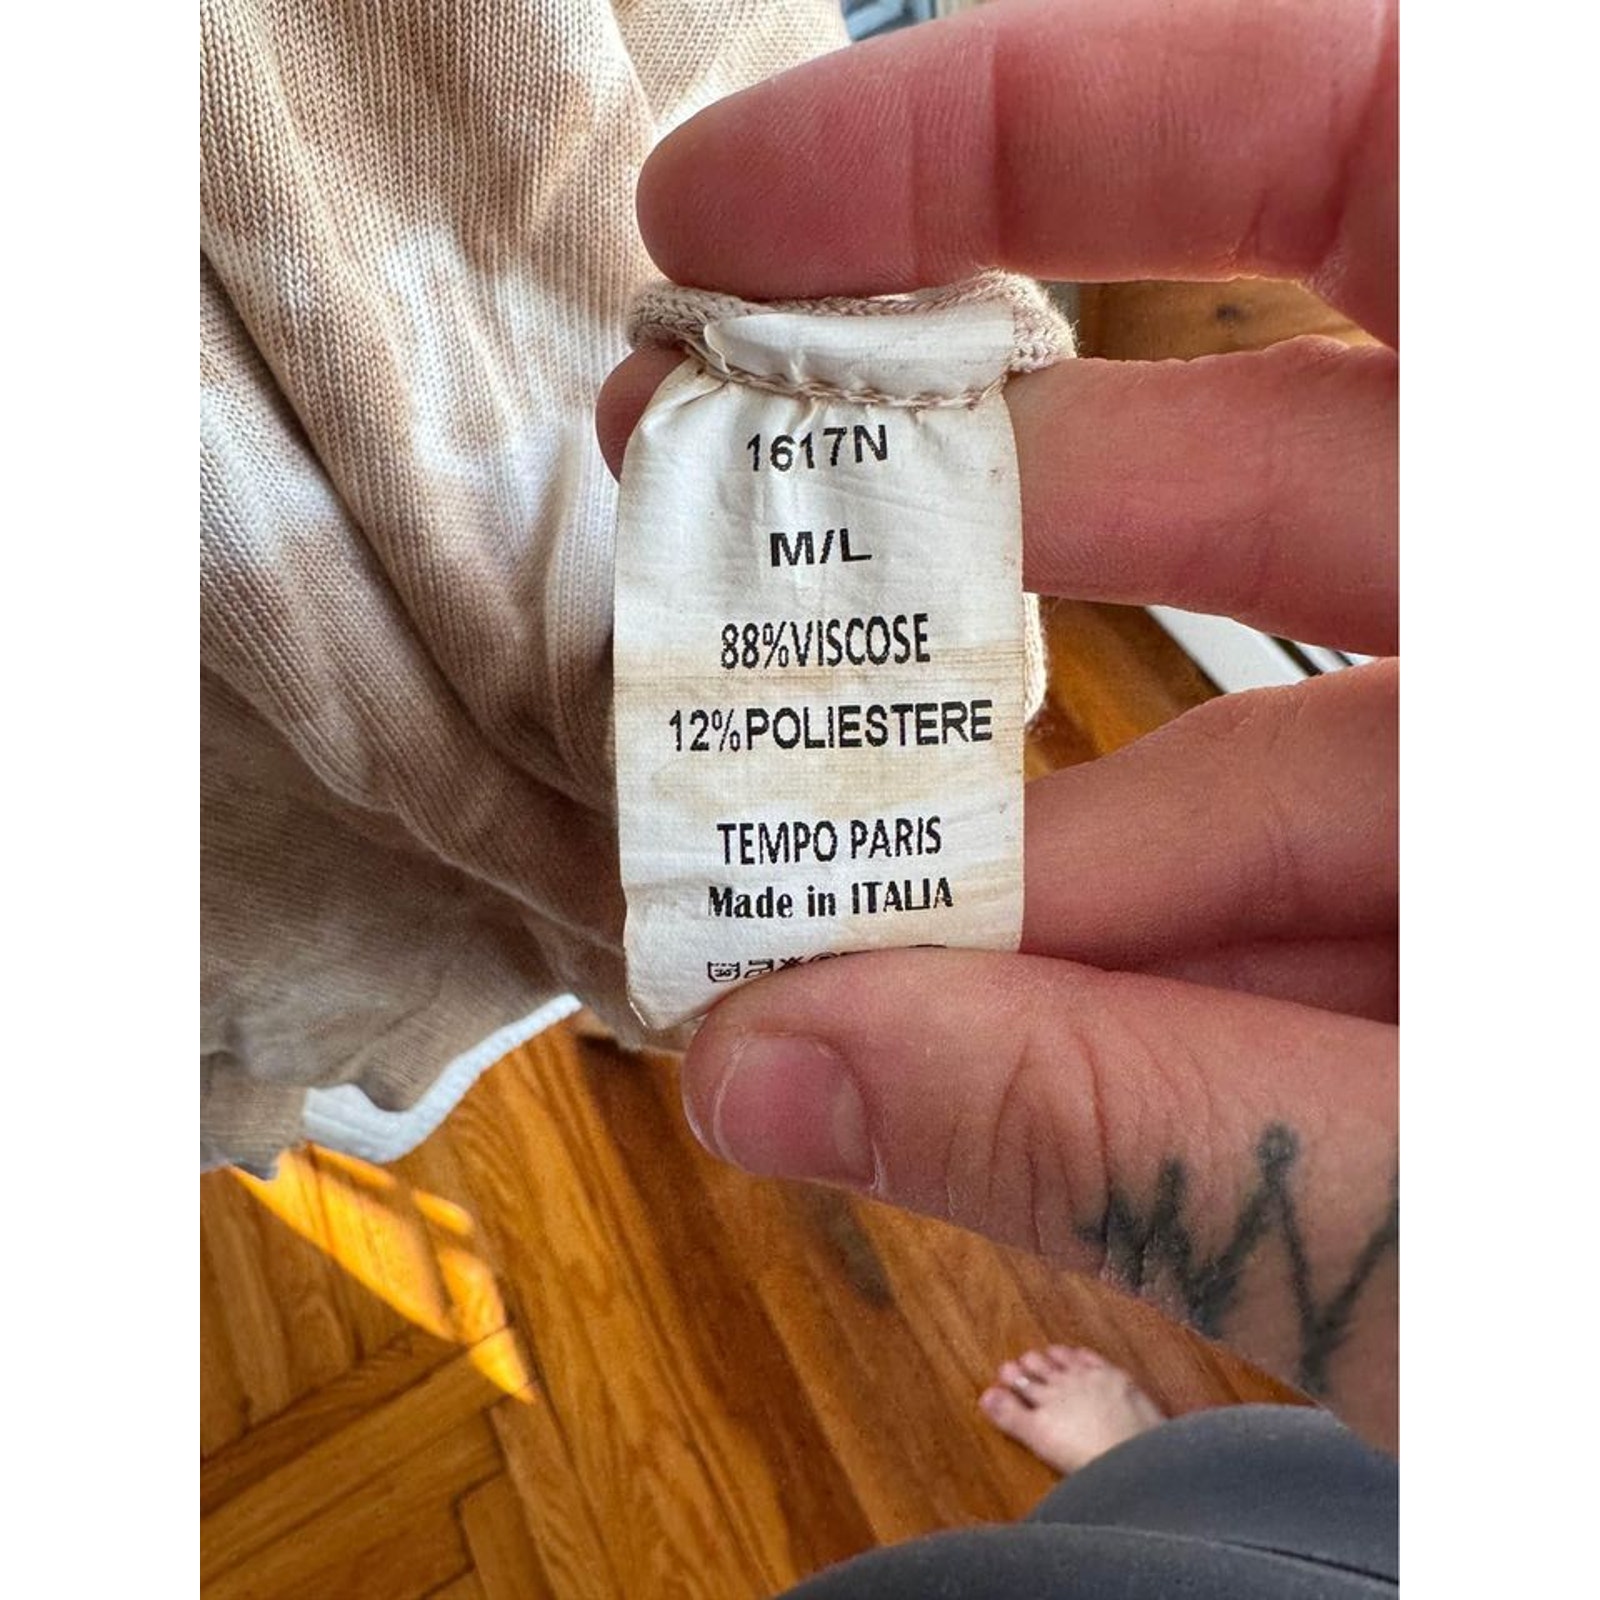 1617N
M/L
88%VISCOSE
12%POLIESTERE
TEMPO PARIS
Made in ITALIA